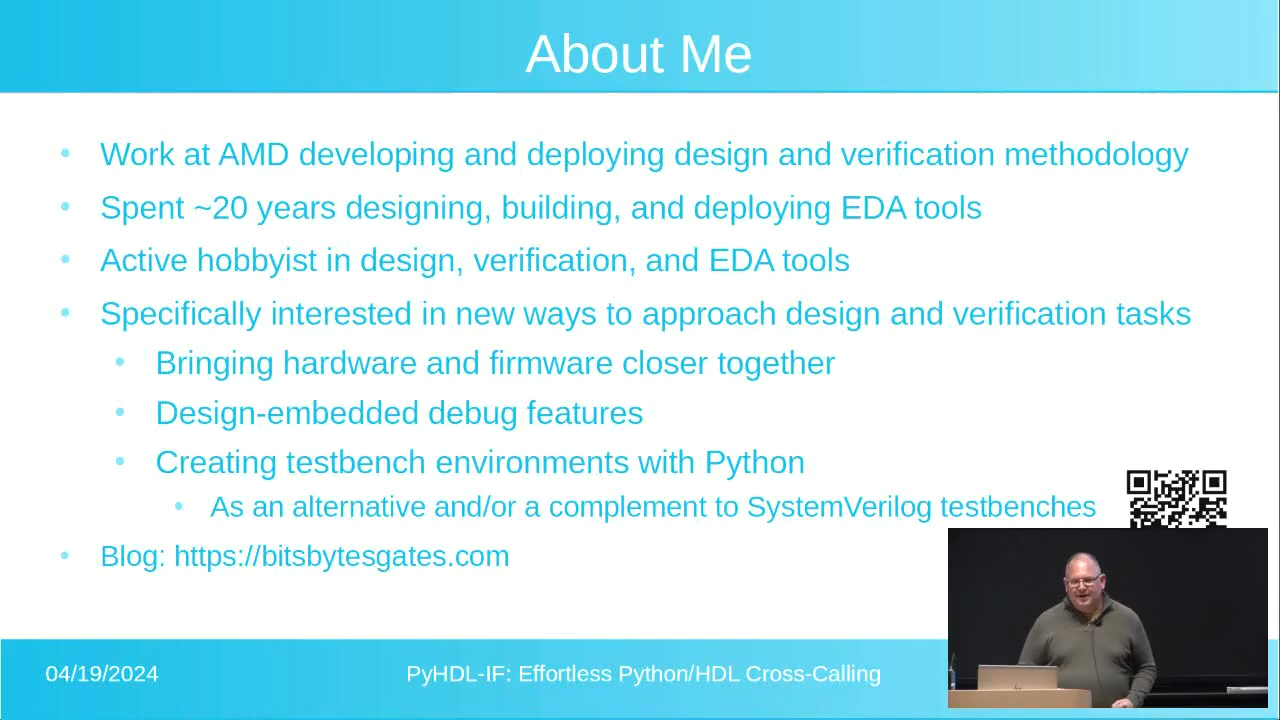 About Me
Work at AMD developing and deploying design and verification methodology
Spent ~20 years designing, building, and deploying EDA tools
Active hobbyist in design, verification, and EDA tools
Specifically interested in new ways to approach design and verification tasks
Bringing hardware and firmware closer together
Design-embedded debug features
Creating testbench environments with Python
As an alternative and/or a complement to SystemVerilog testbenches
Blog: https://bitsbytesgates.com
04/19/2024
PyHDL-IF: Effortless Python/HDL Cross-Calling